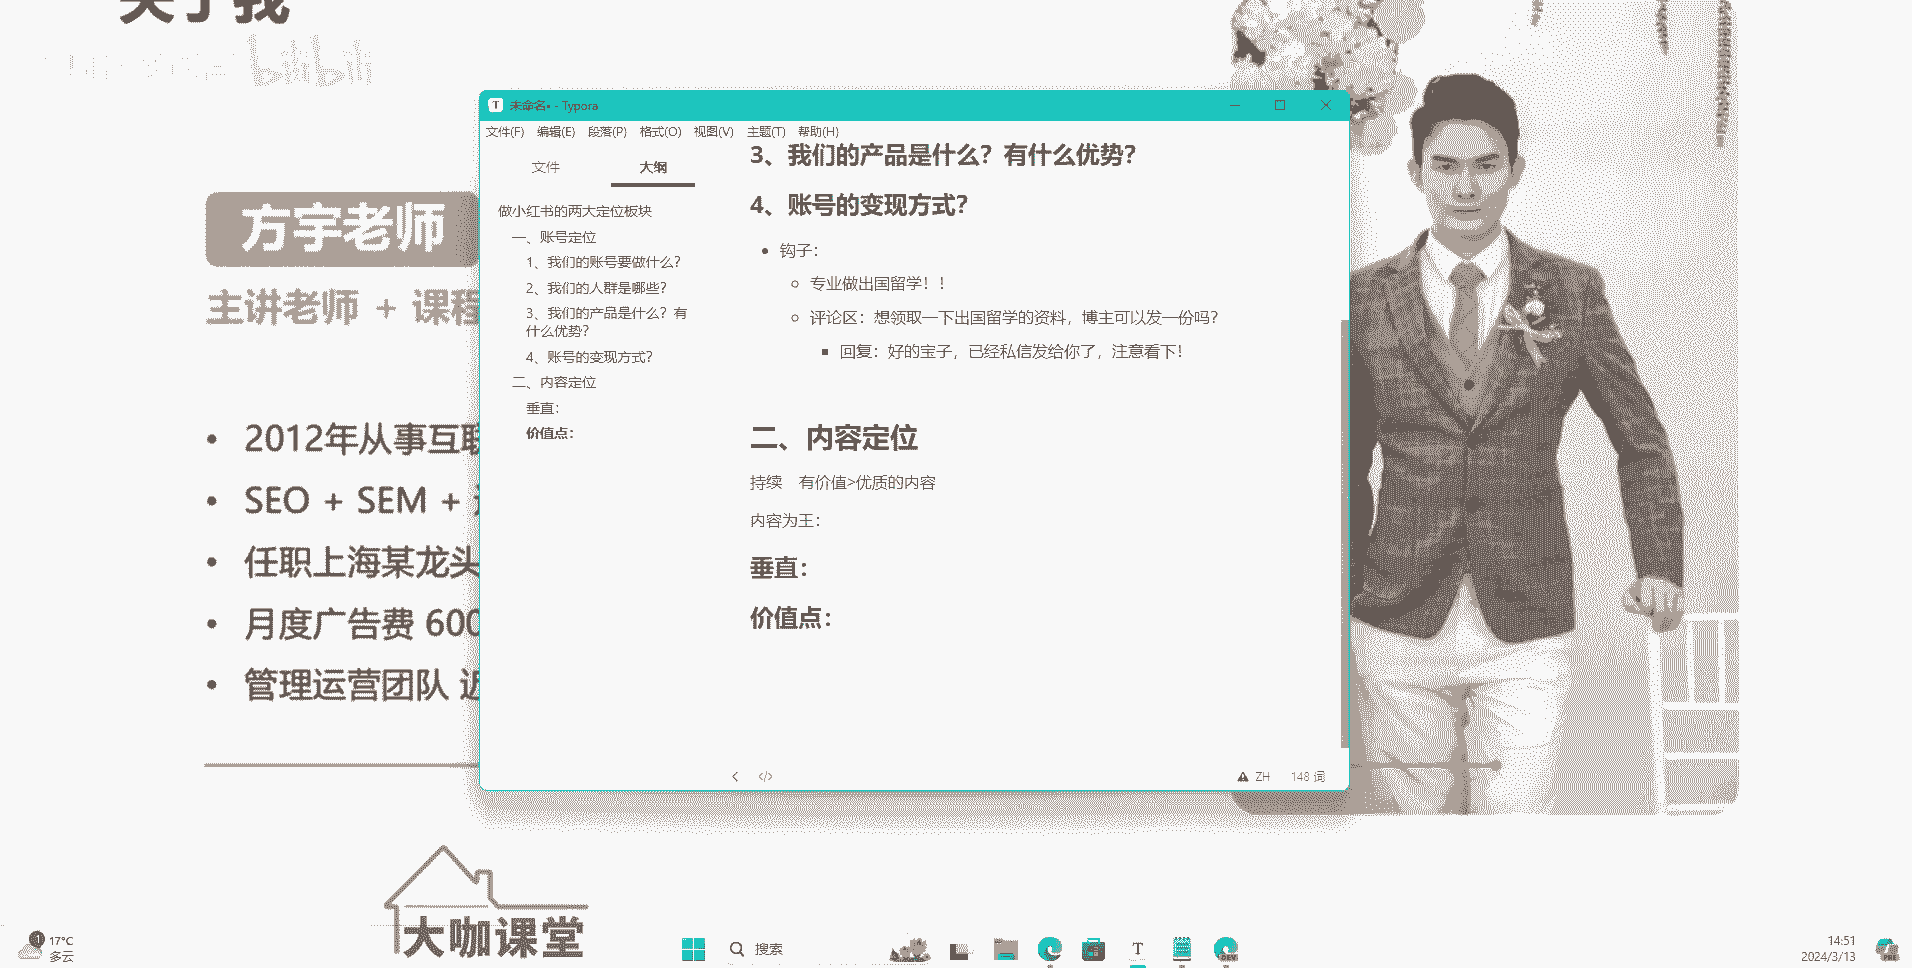 关于我
bilibili
未命名• - Typora
文件(F) 编辑(E) 段落(P) 格式(O) 视图(V) 主题(T) 帮助(H)
文件 大纲
做小红书的两大定位板块
一、账号定位
1、我们的账号要做什么？
2、我们的人群是哪些？
3、我们的产品是什么？有
什么优势？
4、账号的变现方式？
二、内容定位
垂直：
价值点：
3、我们的产品是什么？有什么优势？
4、账号的变现方式？
• 钩子：
专业做出国留学！！
评论区：想领取一下出国留学的资料，博主可以发一份吗？
回复：好的宝子，已经私信发给你了，注意看下！
二、内容定位
持续 有价值>优质的内容
内容为王：
垂直：
价值点：
</> ZH 148 词
方宇老师
主讲老师 + 课程
• 2012年从事互联
• SEO + SEM +
• 任职上海某龙头
• 月度广告费 600
• 管理运营团队
大咖课堂
1
17°C
多云
搜索
T
DEV
14:51
2024/3/13
PRE